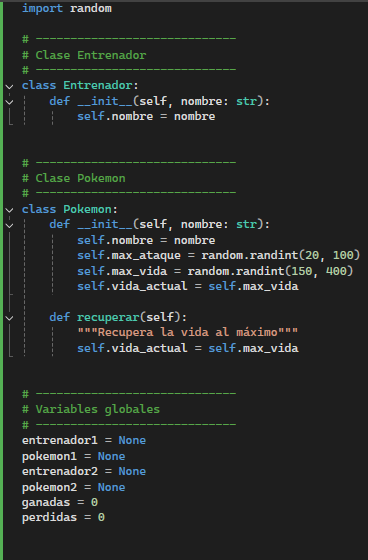 import random
# -----------------------------
# Clase Entrenador
# -----------------------------
class Entrenador:
    def __init__(self, nombre: str):
        self.nombre = nombre
# -----------------------------
# Clase Pokemon
# -----------------------------
class Pokemon:
    def __init__(self, nombre: str):
        self.nombre = nombre
        self.max_ataque = random.randint(20, 100)
        self.max_vida = random.randint(150, 400)
        self.vida_actual = self.max_vida
    def recuperar(self):
        """Recupera la vida al máximo"""
        self.vida_actual = self.max_vida
# -----------------------------
# Variables globales
# -----------------------------
entrenador1 = None
pokemon1 = None
entrenador2 = None
pokemon2 = None
ganadas = 0
perdidas = 0